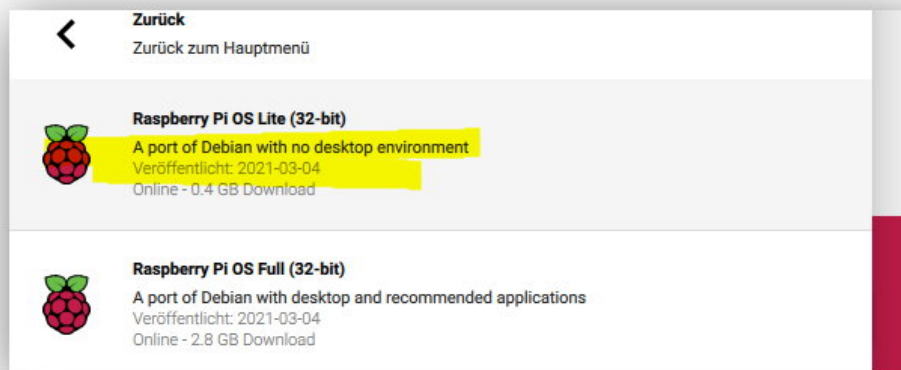 Zurück
Zurück zum Hauptmenü
Raspberry Pi OS Lite (32-bit)
A port of Debian with no desktop environment
Veröffentlicht: 2021-03-04
Online - 0.4 GB Download
Raspberry Pi OS Full (32-bit)
A port of Debian with desktop and recommended applications
Veröffentlicht: 2021-03-04
Online - 2.8 GB Download